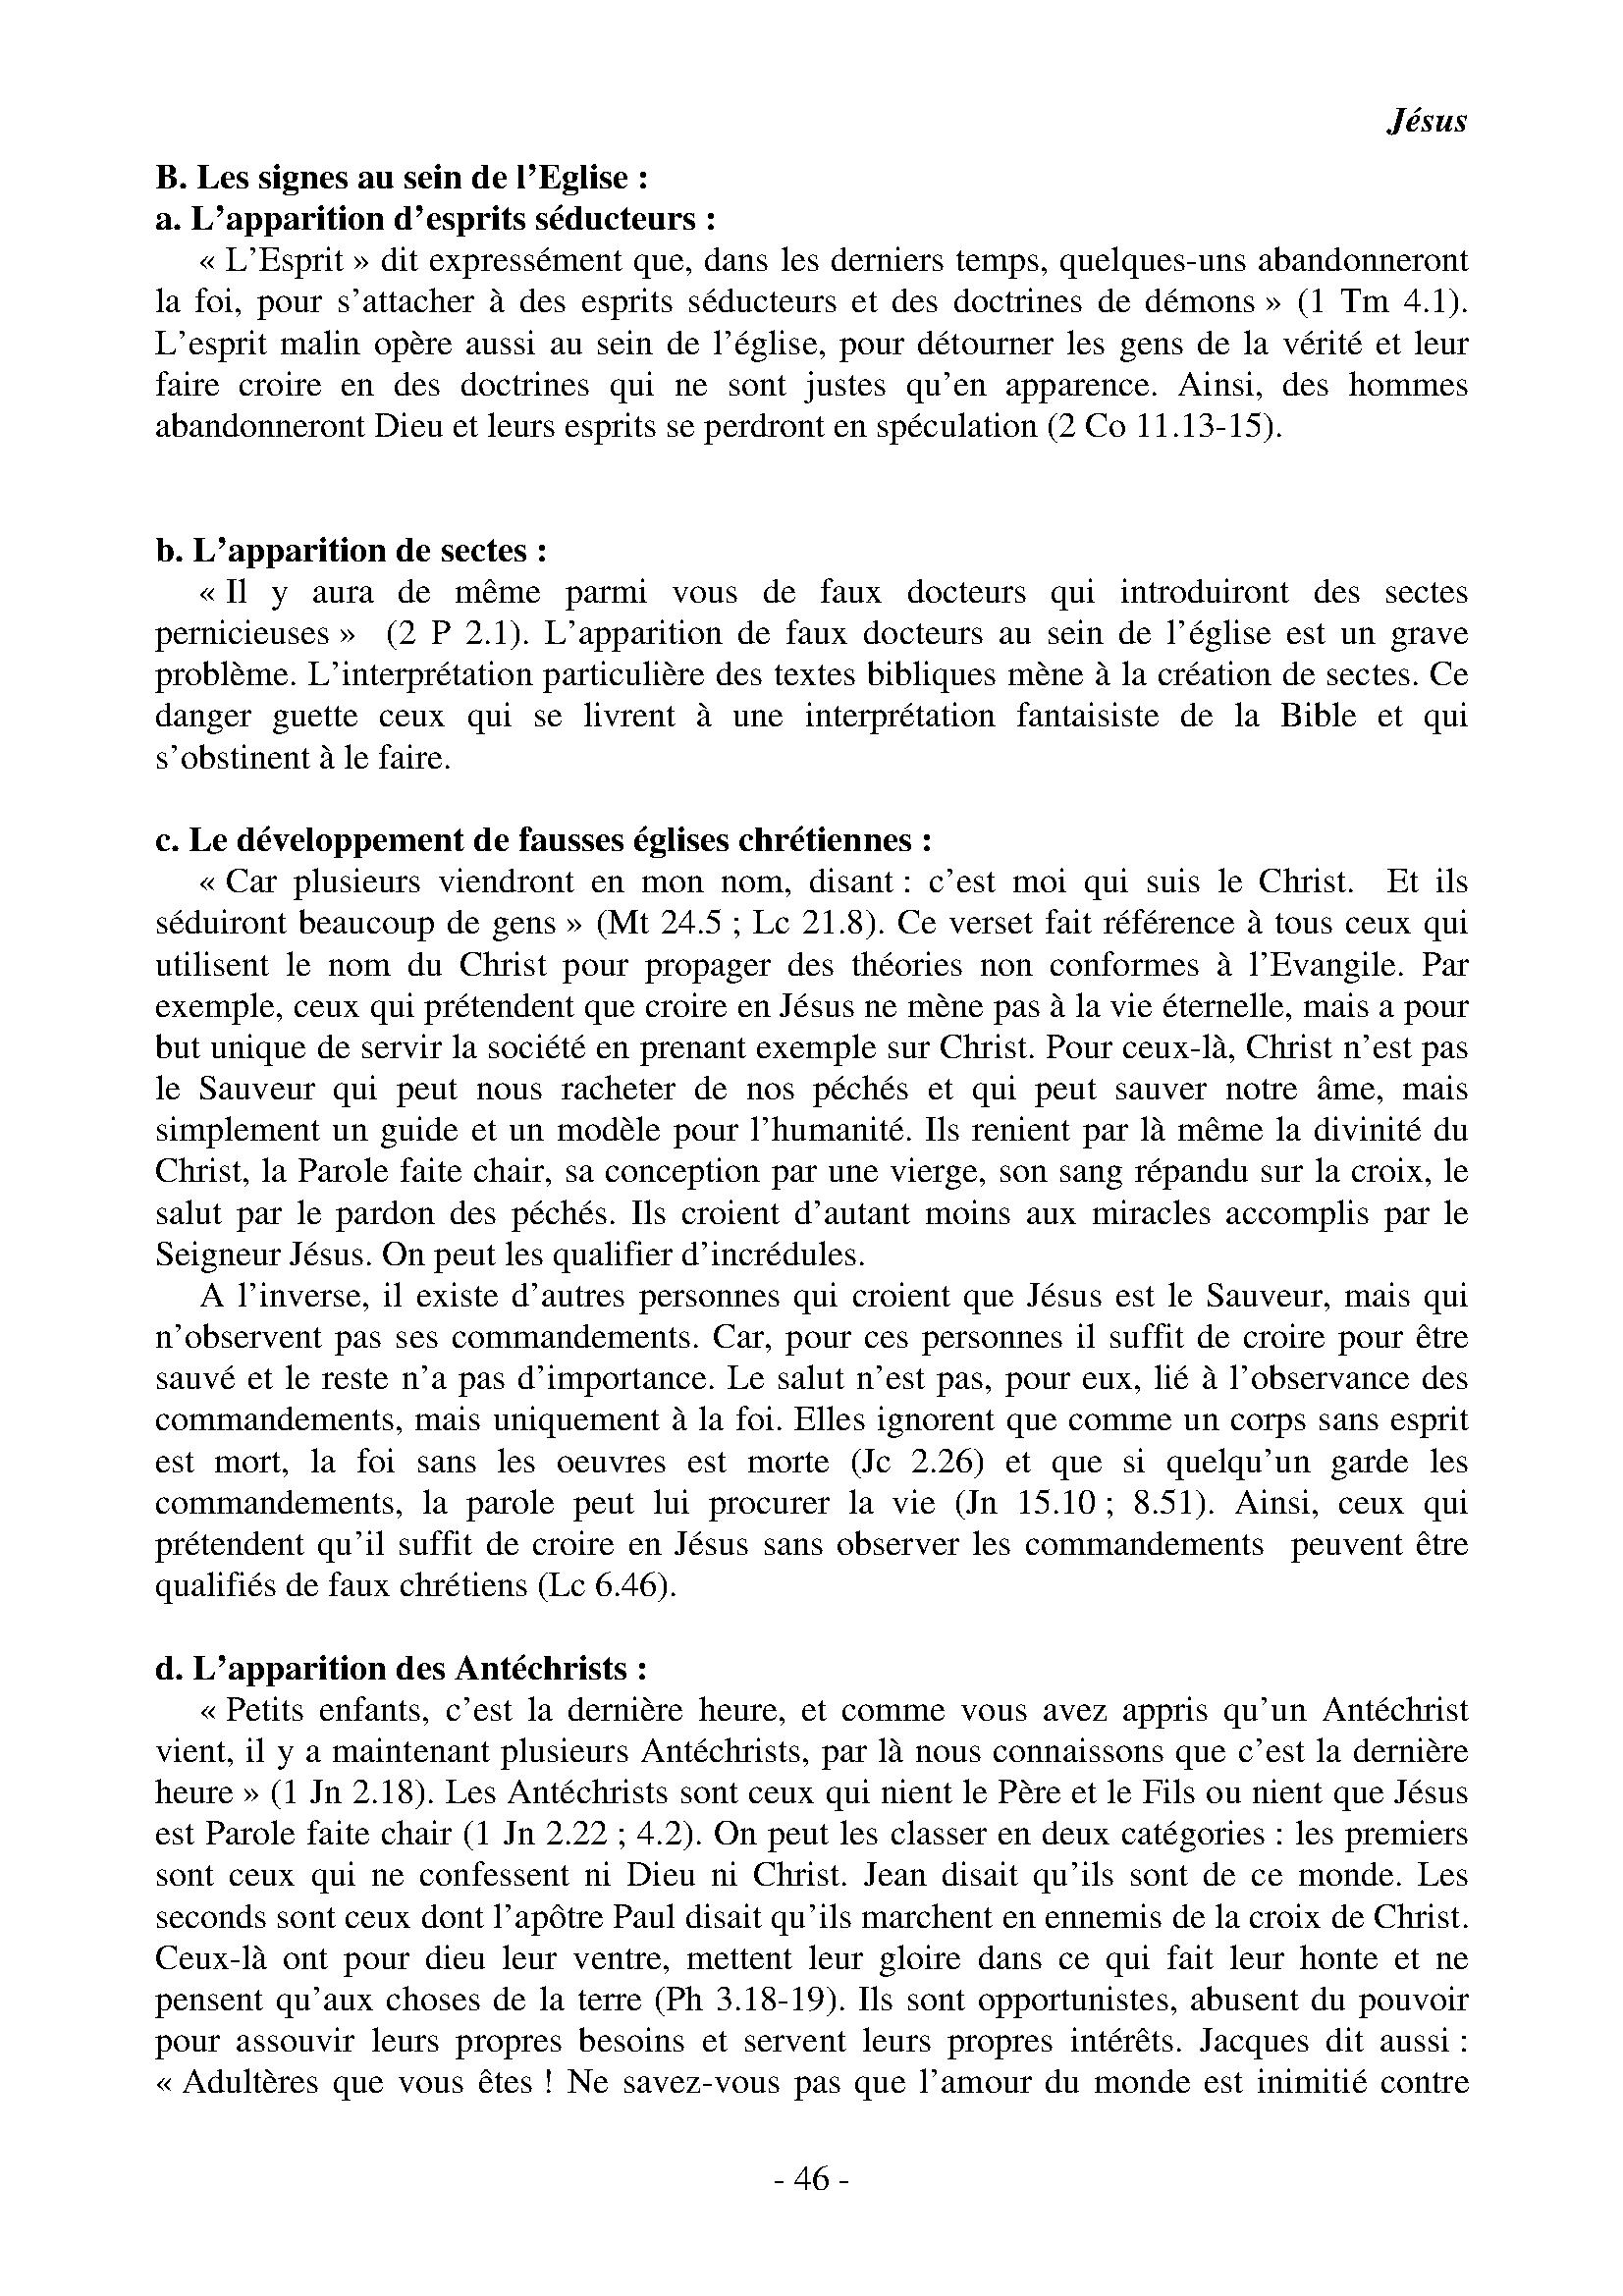 Jésus
B. Les signes au sein de l’Eglise :
a. L’apparition d’esprits séducteurs :
« L’Esprit » dit expressément que, dans les derniers temps, quelques-uns abandonneront
la foi, pour s’attacher à des esprits séducteurs et des doctrines de démons » (1 Tm 4.1).
L’esprit malin opère aussi au sein de l’église, pour détourner les gens de la vérité et leur
faire croire en des doctrines qui ne sont justes qu’en apparence. Ainsi, des hommes
abandonneront Dieu et leurs esprits se perdront en spéculation (2 Co 11.13-15).
b. L’apparition de sectes :
« Il y aura de même parmi vous de faux docteurs qui introduiront des sectes
pernicieuses » (2 P 2.1). L’apparition de faux docteurs au sein de l’église est un grave
problème. L’interprétation particulière des textes bibliques mène à la création de sectes. Ce
danger guette ceux qui se livrent à une interprétation fantaisiste de la Bible et qui
s’obstinent à le faire.
c. Le développement de fausses églises chrétiennes :
« Car plusieurs viendront en mon nom, disant : c’est moi qui suis le Christ. Et ils
séduiront beaucoup de gens » (Mt 24.5 ; Lc 21.8). Ce verset fait référence à tous ceux qui
utilisent le nom du Christ pour propager des théories non conformes à l’Evangile. Par
exemple, ceux qui prétendent que croire en Jésus ne mène pas à la vie éternelle, mais a pour
but unique de servir la société en prenant exemple sur Christ. Pour ceux-là, Christ n’est pas
le Sauveur qui peut nous racheter de nos péchés et qui peut sauver notre âme, mais
simplement un guide et un modèle pour l’humanité. Ils renient par là même la divinité du
Christ, la Parole faite chair, sa conception par une vierge, son sang répandu sur la croix, le
salut par le pardon des péchés. Ils croient d’autant moins aux miracles accomplis par le
Seigneur Jésus. On peut les qualifier d’incrédules.
A l’inverse, il existe d’autres personnes qui croient que Jésus est le Sauveur, mais qui
n’observent pas ses commandements. Car, pour ces personnes il suffit de croire pour être
sauvé et le reste n’a pas d’importance. Le salut n’est pas, pour eux, lié à l’observance des
commandements, mais uniquement à la foi. Elles ignorent que comme un corps sans esprit
est mort, la foi sans les oeuvres est morte (Jc 2.26) et que si quelqu’un garde les
commandements, la parole peut lui procurer la vie (Jn 15.10 ; 8.51). Ainsi, ceux qui
prétendent qu’il suffit de croire en Jésus sans observer les commandements peuvent être
qualifiés de faux chrétiens (Lc 6.46).
d. L’apparition des Antéchrists :
« Petits enfants, c’est la dernière heure, et comme vous avez appris qu’un Antéchrist
vient, il y a maintenant plusieurs Antéchrists, par là nous connaissons que c’est la dernière
heure » (1 Jn 2.18). Les Antéchrists sont ceux qui nient le Père et le Fils ou nient que Jésus
est Parole faite chair (1 Jn 2.22 ; 4.2). On peut les classer en deux catégories : les premiers
sont ceux qui ne confessent ni Dieu ni Christ. Jean disait qu’ils sont de ce monde. Les
seconds sont ceux dont l’apôtre Paul disait qu’ils marchent en ennemis de la croix de Christ.
Ceux-là ont pour dieu leur ventre, mettent leur gloire dans ce qui fait leur honte et ne
pensent qu’aux choses de la terre (Ph 3.18-19). Ils sont opportunistes, abusent du pouvoir
pour assouvir leurs propres besoins et servent leurs propres intérêts. Jacques dit aussi :
« Adultères que vous êtes ! Ne savez-vous pas que l’amour du monde est inimitié contre
- 46 -